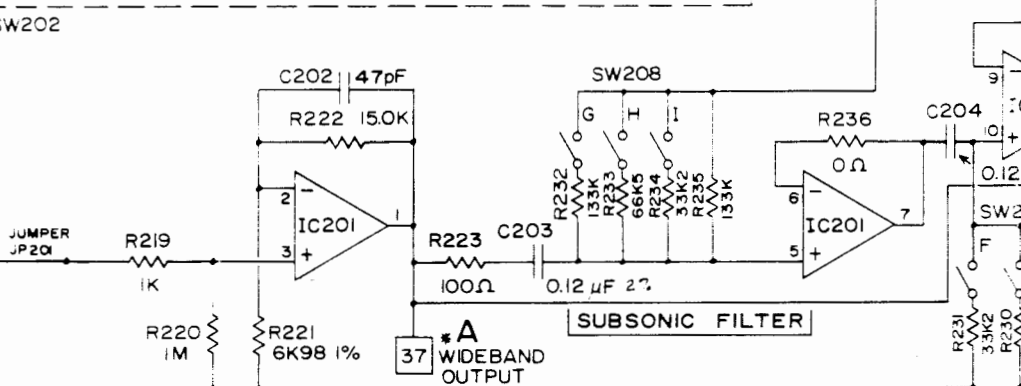 SW202
C202 47pF
R222 15.0K
2
3
IC201
1
JUMPER
JP201
R219
1K
R220
1M
R221
6K98 1%
R223
100Ω
C203
0.12 µF 2%
37
*A
WIDEBAND
OUTPUT
SW208
G
H
I
R232
133K
R233
66K5
R234
33K2
R235
133K
SUBSONIC FILTER
R236
0Ω
6
5
IC201
7
C204
0.12
9
10
F
R231
33K2
R230